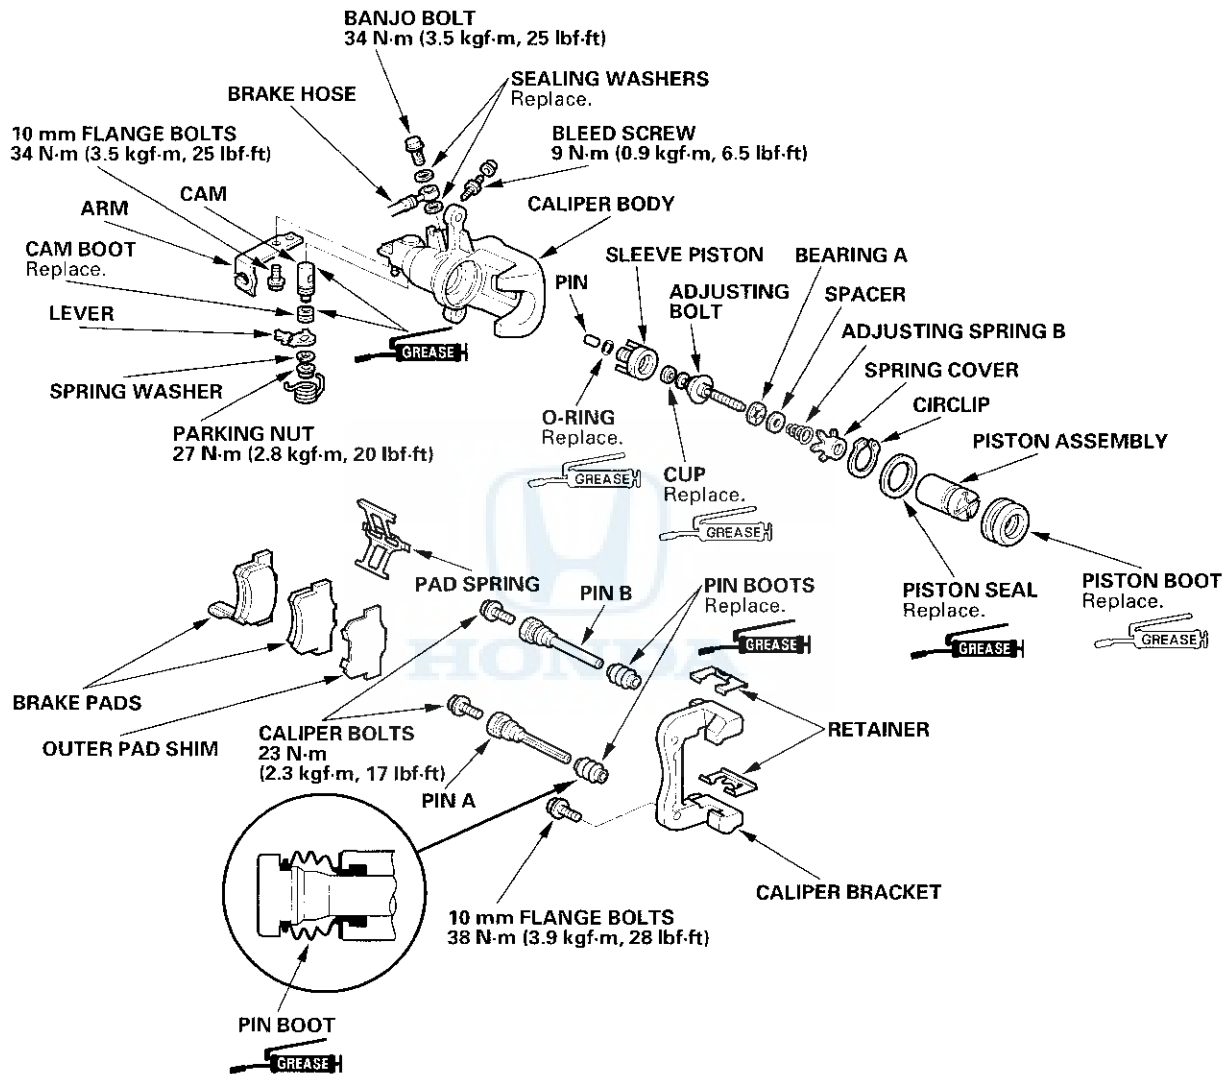 BANJO BOLT
34 N·m (3.5 kgf·m, 25 lbf·ft)
SEALING WASHERS
Replace.
BRAKE HOSE
10 mm FLANGE BOLTS
34 N·m (3.5 kgf·m, 25 lbf·ft)
BLEED SCREW
9 N·m (0.9 kgf·m, 6.5 lbf·ft)
CAM
ARM
CALIPER BODY
CAM BOOT
Replace.
SLEEVE PISTON
BEARING A
PIN
ADJUSTING
BOLT
SPACER
LEVER
ADJUSTING SPRING B
GREASE
SPRING COVER
SPRING WASHER
CIRCLIP
O-RING
Replace.
PARKING NUT
27 N·m (2.8 kgf·m, 20 lbf·ft)
PISTON ASSEMBLY
GREASE
CUP
Replace.
GREASE
PAD SPRING
PIN B
PIN BOOTS
Replace.
PISTON SEAL
Replace.
PISTON BOOT
Replace.
GREASE
GREASE
GREASE
HONDA
BRAKE PADS
OUTER PAD SHIM
CALIPER BOLTS
23 N·m
(2.3 kgf·m, 17 lbf·ft)
RETAINER
PIN A
CALIPER BRACKET
10 mm FLANGE BOLTS
38 N·m (3.9 kgf·m, 28 lbf·ft)
PIN BOOT
GREASE